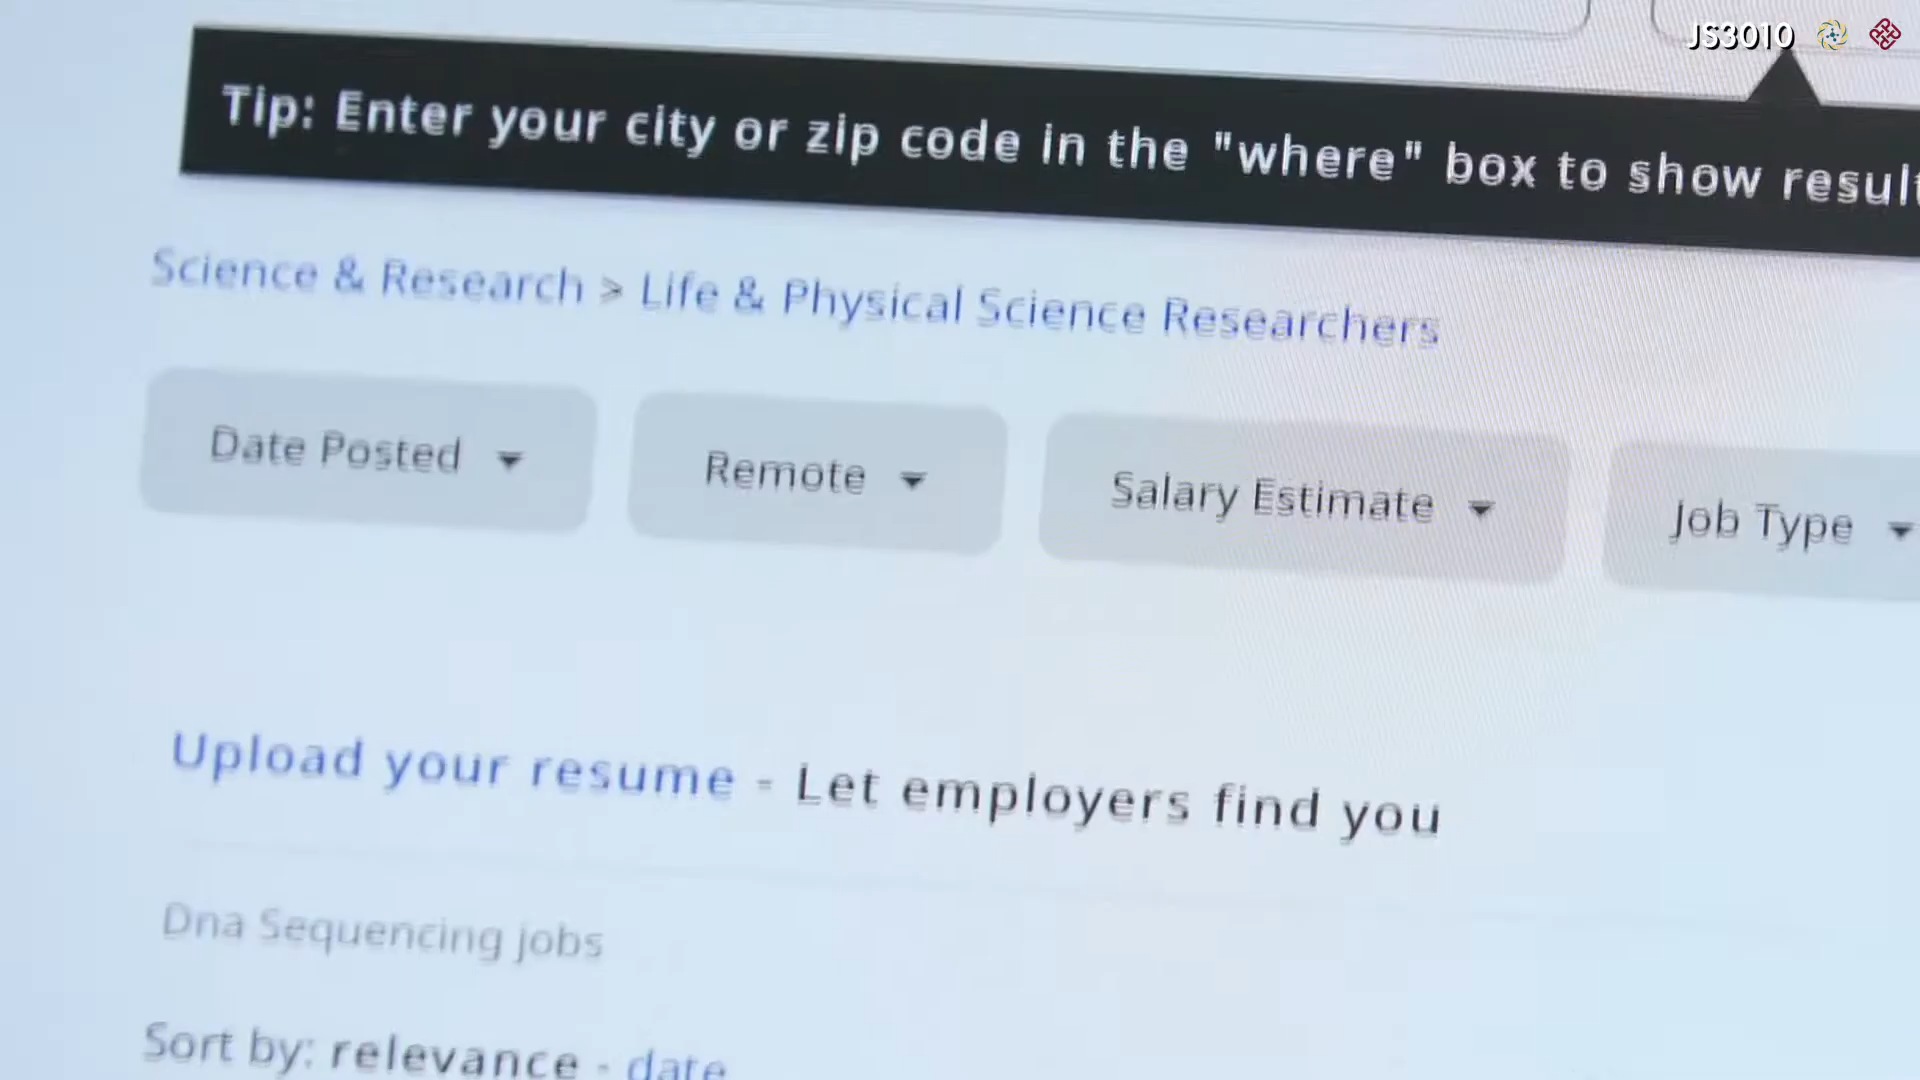 JS3010
Tip: Enter your city or zip code in the "where" box to show
Science & Research > Life & Physical Science Researchers
Date Posted
Remote
Salary Estimate
Job Type
Upload your resume - Let employers find you
Dna Sequencing jobs
Sort by: relevance - date